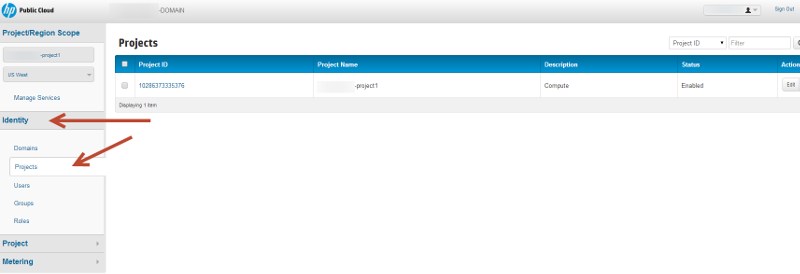 hp Public Cloud
-DOMAIN
Sign Out
Project/Region Scope
-project1
US West
Manage Services
Identity
Domains
Projects
Users
Groups
Roles
Project
Metering
Projects
Project ID
Filter
Project ID Project Name Description Status Action
10286373335376 -project1 Compute Enabled Edit
Displaying 1 item